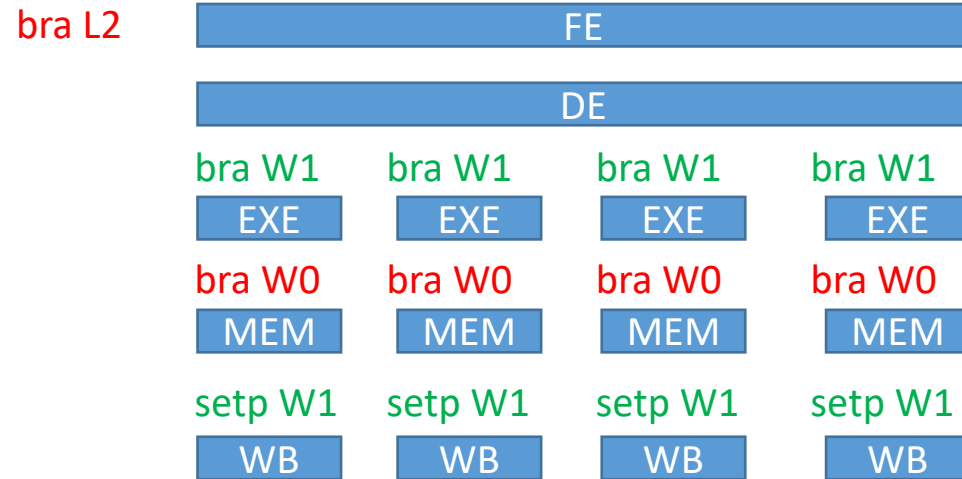 bra L2 FE
DE
bra W1 bra W1 bra W1 bra W1
EXE EXE EXE EXE
bra W0 bra W0 bra W0 bra W0
MEM MEM MEM MEM
setp W1 setp W1 setp W1 setp W1
WB WB WB WB